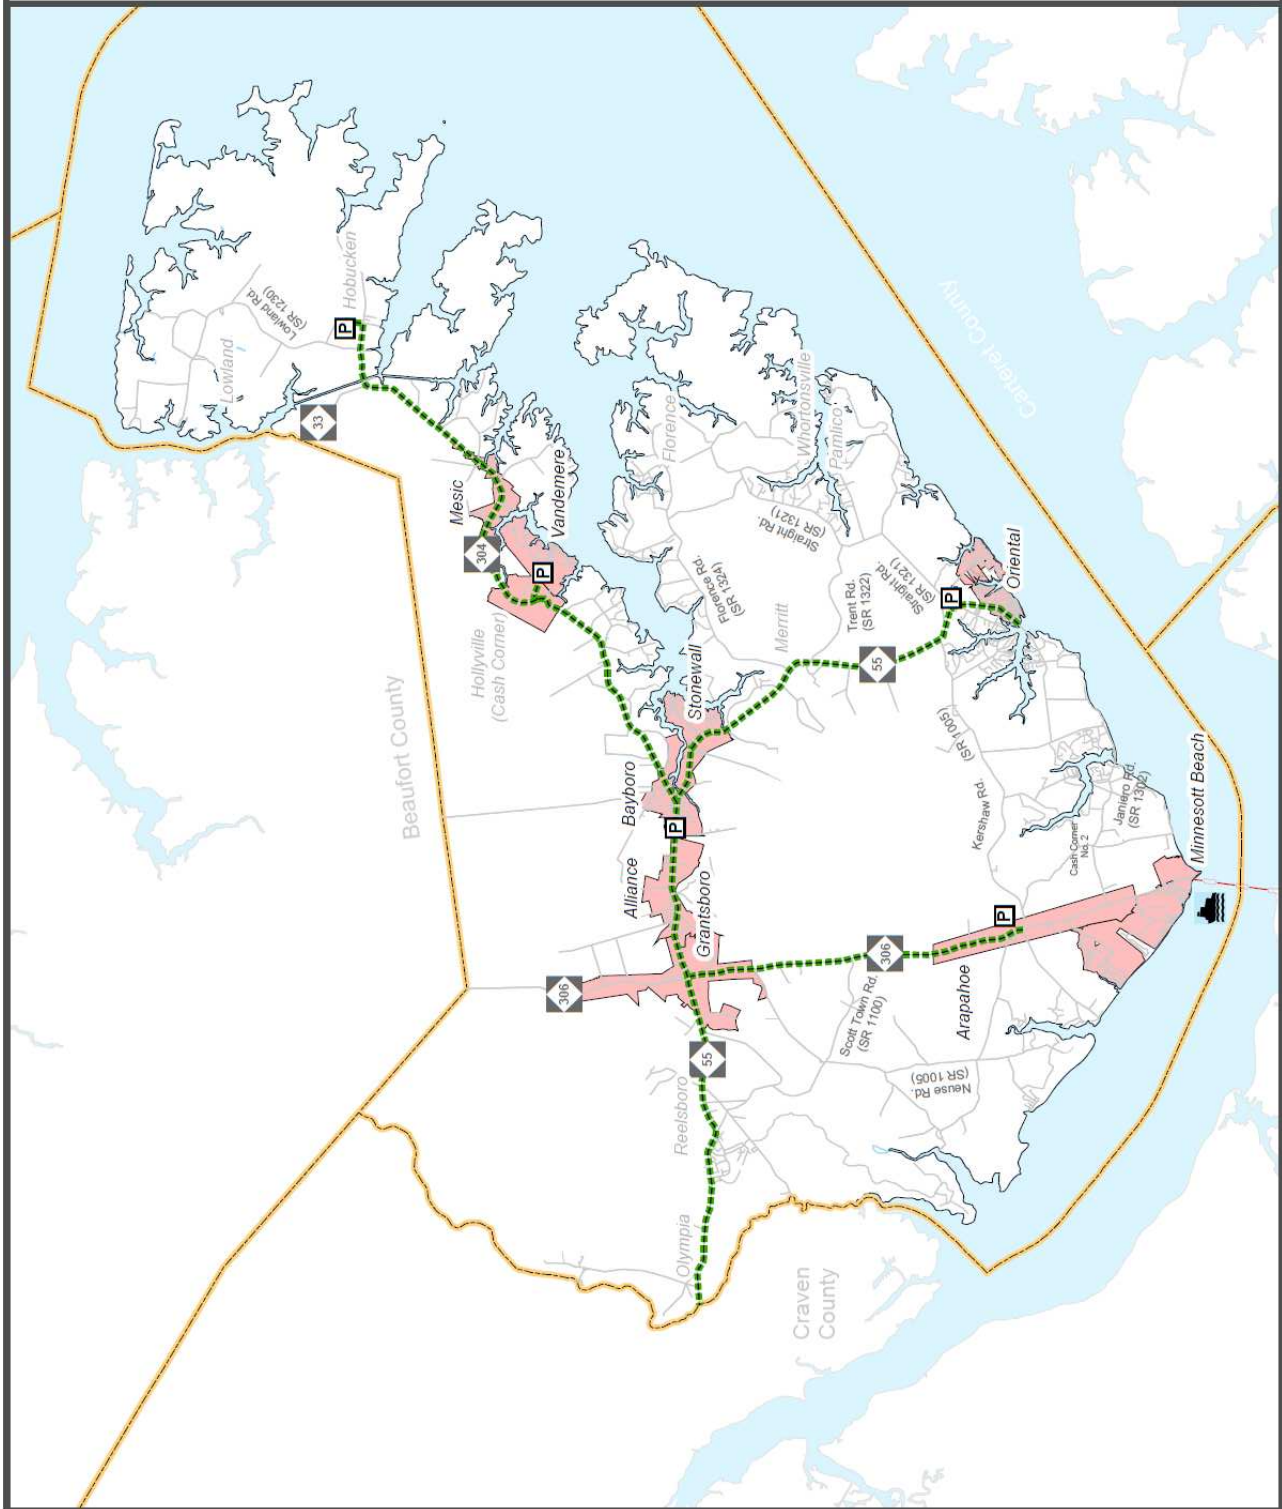 Lowland
Lowland Rd
(SR 1230)
33
P
Hobucken
Beaufort County
Mesic
Hollyville
(Cash Corner)
304
P
Vandemere
306
Bayboro
Alliance
Florence
P
Reelsboro
Olympia
Stonewall
Grantsboro
55
Florence Rd.
(SR 1324)
Merritt
Straight Rd.
(SR 1321)
Whortonsville
Craven
County
Pamlico
Trent Rd.
(SR 1322)
Scott Town Rd.
(SR 1100)
55
306
Straight Rd.
(SR 1321)
Neuse Rd.
(SR 1005)
P
(SR 1005)
Arapahoe
Kershaw Rd.
P
Carteret County
Oriental
Cash Corner
No. 2
Janiero Rd.
(SR 1302)
Minnesott Beach